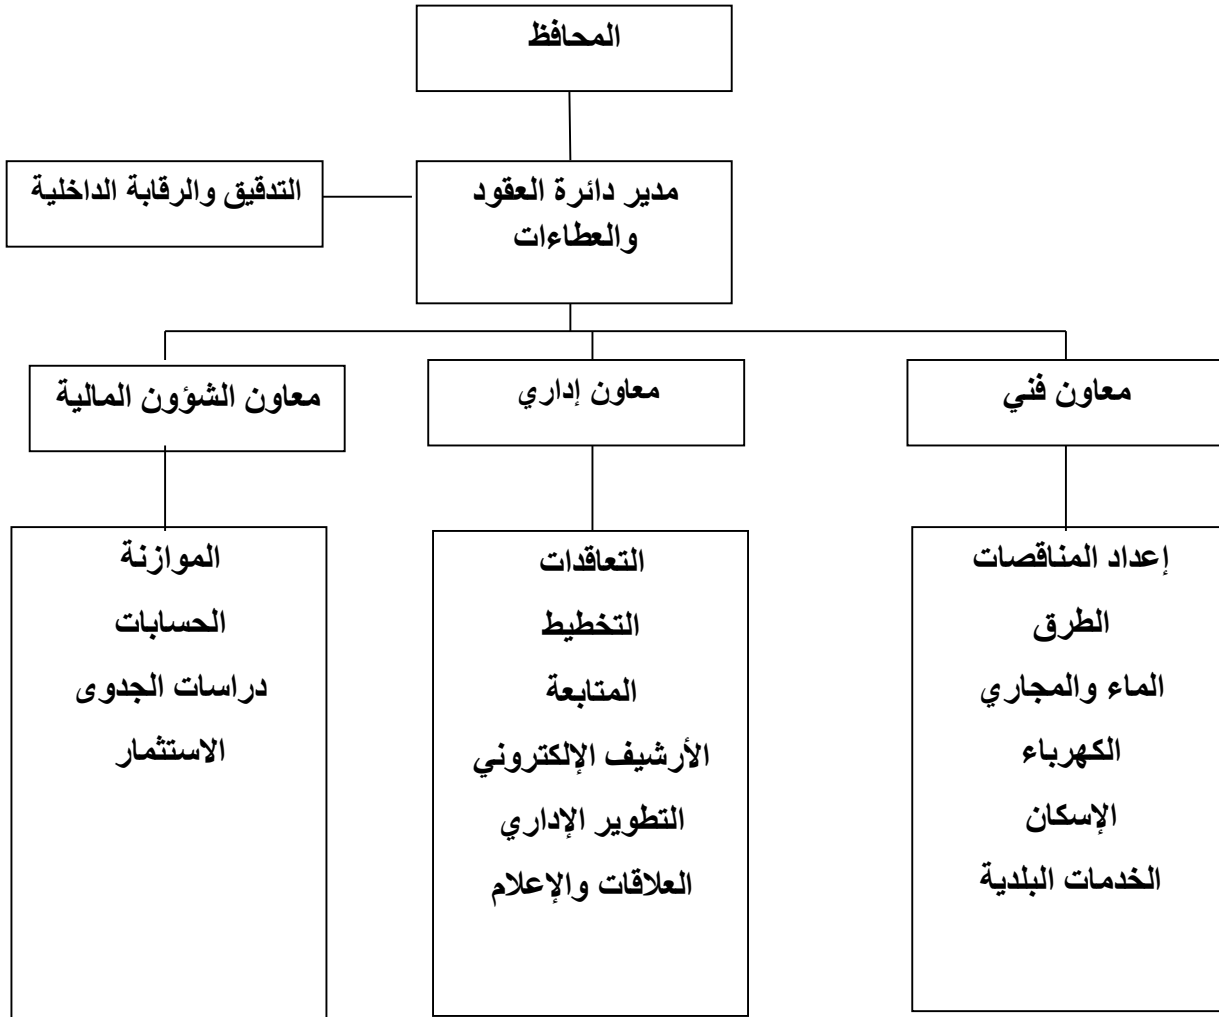 المحافظ
مدير دائرة العقود
والعطاءات
التدقيق والرقابة الداخلية
معاون فني
معاون إداري
معاون الشؤون المالية
إعداد المناقصات
الطرق
الماء والمجاري
الكهرباء
الإسكان
الخدمات البلدية
التعاقدات
التخطيط
المتابعة
الأرشيف الإلكتروني
التطوير الإداري
العلاقات والإعلام
الموازنة
الحسابات
دراسات الجدوى
الاستثمار